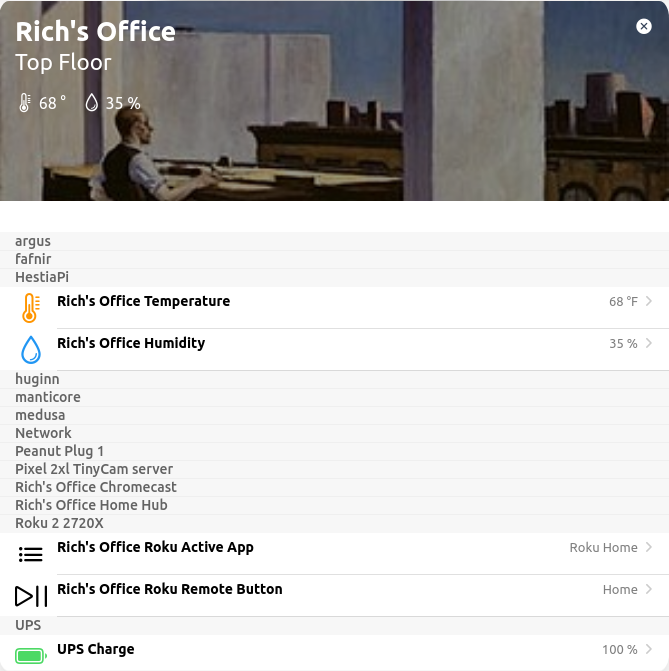 Rich's Office
Top Floor
68 ° 35 %
argus
fafnir
HestiaPi
Rich's Office Temperature 68 °F
Rich's Office Humidity 35 %
huginn
manticore
medusa
Network
Peanut Plug 1
Pixel 2xl TinyCam server
Rich's Office Chromecast
Rich's Office Home Hub
Roku 2 2720X
Rich's Office Roku Active App Roku Home
Rich's Office Roku Remote Button Home
UPS
UPS Charge 100 %